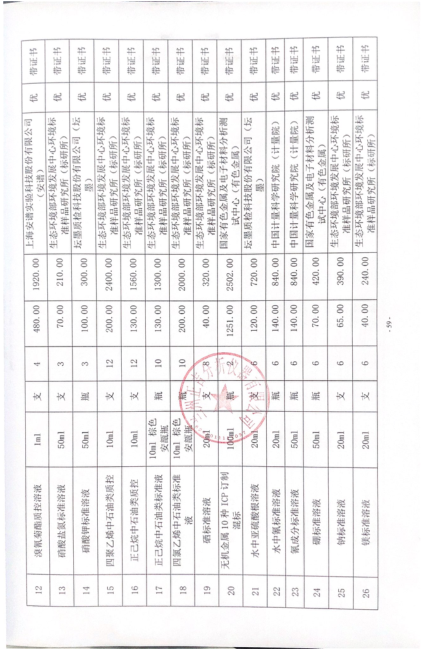 12 溴氰菊酯质控溶液 1ml 支 4 480.00 1920.00 上海安谱实验科技股份有限公司
（安谱） 优 带证书
13 硝酸盐氮标准溶液 50ml 支 3 70.00 210.00 生态环境部环境发展中心环境标
准样品研究所（标研所） 优 带证书
14 硝酸钾标准溶液 50ml 瓶 3 100.00 300.00 坛墨质检科技股份有限公司（坛
墨） 优 带证书
15 四氯乙烯中石油类质控 10ml 支 12 200.00 2400.00 生态环境部环境发展中心环境标
准样品研究所（标研所） 优 带证书
16 正己烷中石油类质控 10ml 支 12 130.00 1560.00 生态环境部环境发展中心环境标
准样品研究所（标研所） 优 带证书
17 正己烷中石油类标准液 10ml 棕色
安瓿瓶 瓶 10 130.00 1300.00 生态环境部环境发展中心环境标
准样品研究所（标研所） 优 带证书
18 四氯乙烯中石油类标准
液 10ml 棕色
安瓿瓶 瓶 10 200.00 2000.00 生态环境部环境发展中心环境标
准样品研究所（标研所） 优 带证书
19 硒标准溶液 20ml 支 8 40.00 320.00 生态环境部环境发展中心环境标
准样品研究所（标研所） 优 带证书
20 无机金属 10 种 ICP 订制
混标 100ml 瓶 2 1251.00 2502.00 国家有色金属及电子材料分析测
试中心（有色金属） 优 带证书
21 水中亚硫酸根溶液 20ml 支 6 120.00 720.00 坛墨质检科技股份有限公司（坛
墨） 优 带证书
22 水中氰标准溶液 20ml 瓶 6 140.00 840.00 中国计量科学研究院（计量院） 优 带证书
23 氰成分标准溶液 50ml 瓶 6 140.00 840.00 中国计量科学研究院（计量院） 优 带证书
24 硼标准溶液 50ml 瓶 6 70.00 420.00 国家有色金属及电子材料分析测
试中心（有色金属） 优 带证书
25 钠标准溶液 20ml 支 6 65.00 390.00 生态环境部环境发展中心环境标
准样品研究所（标研所） 优 带证书
26 镁标准溶液 20ml 支 6 40.00 240.00 生态环境部环境发展中心环境标
准样品研究所（标研所） 优 带证书
- 59 -